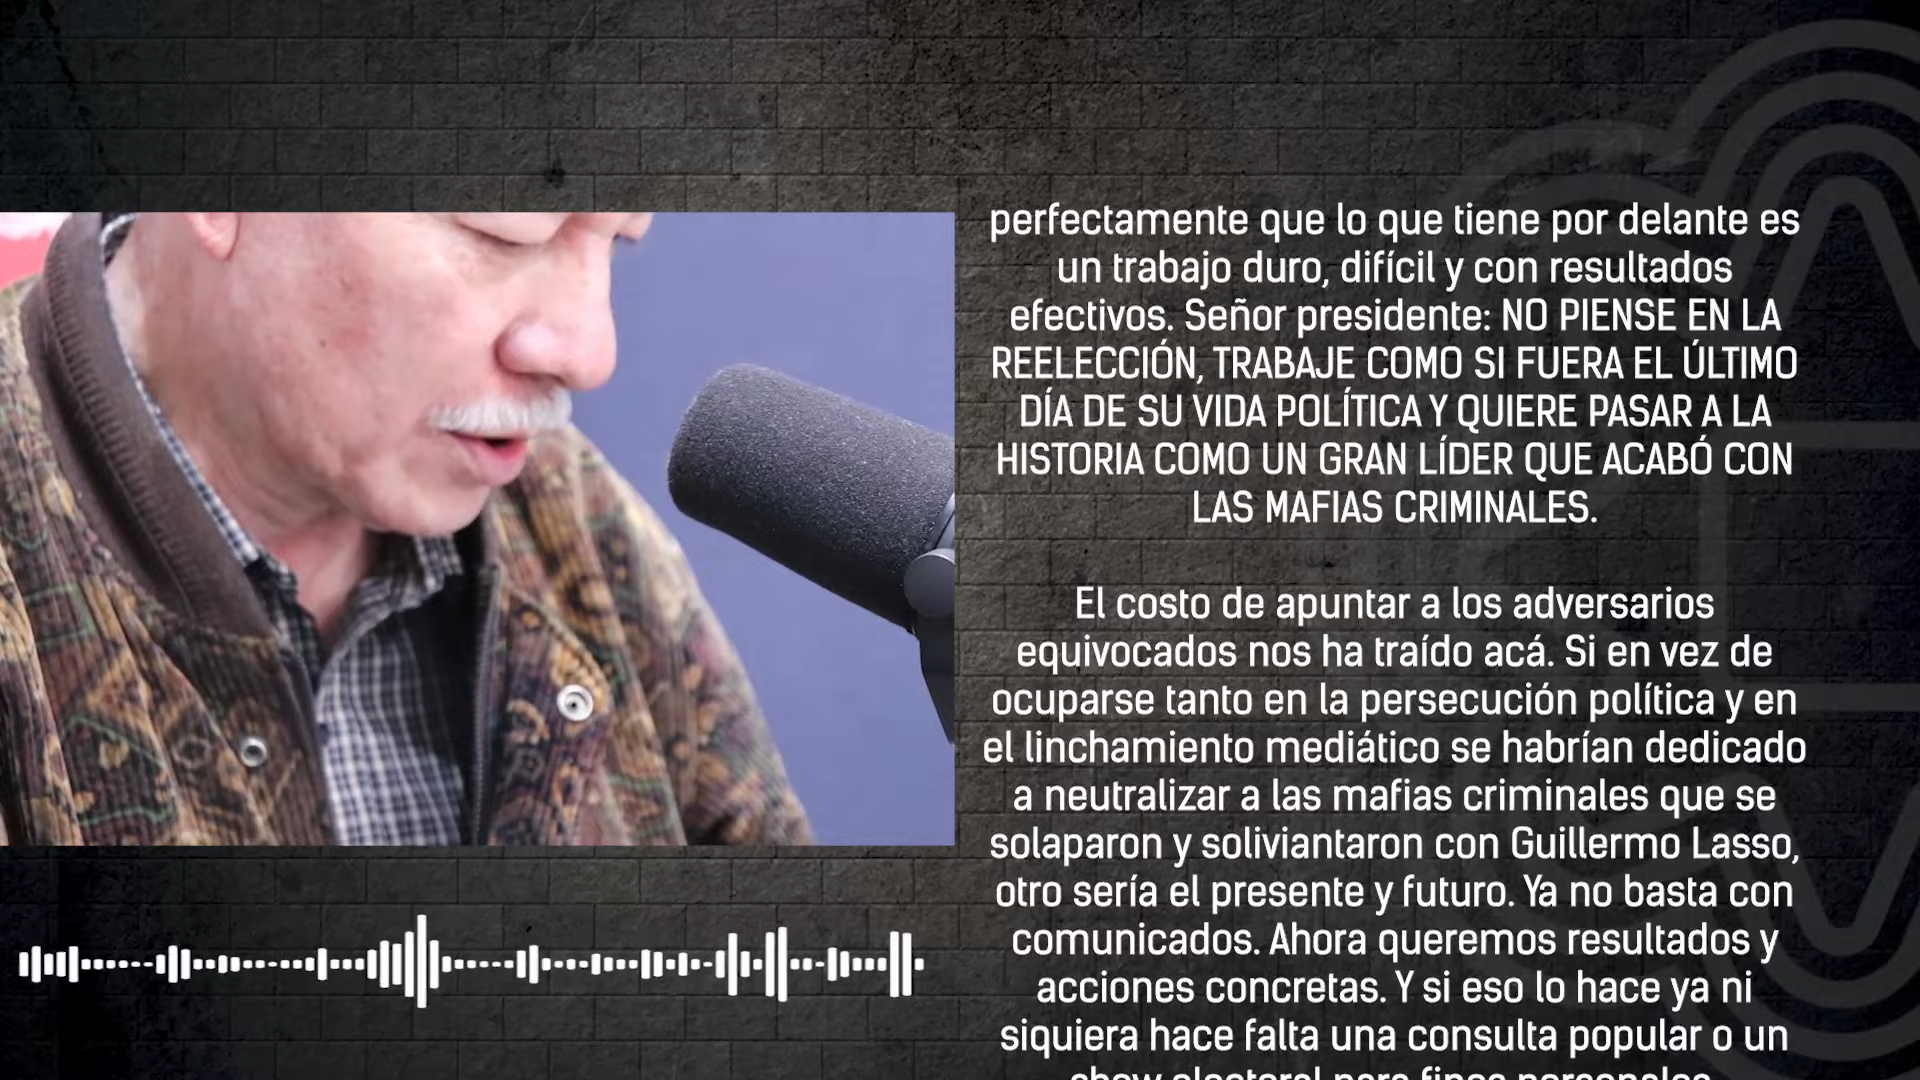 perfectamente que lo que tiene por delante es
un trabajo duro, difícil y con resultados
efectivos. Señor presidente: NO PIENSE EN LA
REELECCIÓN, TRABAJE COMO SI FUERA EL ÚLTIMO
DÍA DE SU VIDA POLÍTICA Y QUIERE PASAR A LA
HISTORIA COMO UN GRAN LÍDER QUE ACABÓ CON
LAS MAFIAS CRIMINALES.
El costo de apuntar a los adversarios
equivocados nos ha traído acá. Si en vez de
ocuparse tanto en la persecución política y en
el linchamiento mediático se habrían dedicado
a neutralizar a las mafias criminales que se
solaparon y soliviantaron con Guillermo Lasso,
otro sería el presente y futuro. Ya no basta con
comunicados. Ahora queremos resultados y
acciones concretas. Y si eso lo hace ya ni
siquiera hace falta una consulta popular o un
show electoral para fines personales